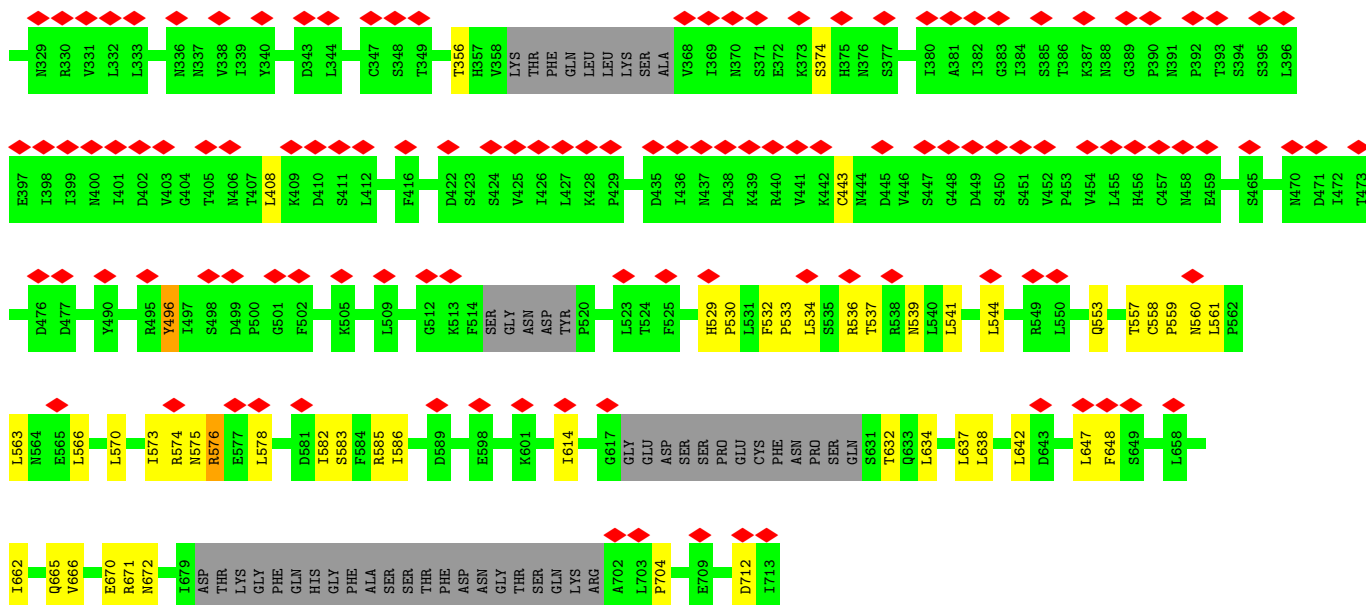 N329 R330 V331 L332 L333 N336 N337 V338 I339 Y340 D343 L344 C347 S348 T349 T356 H357 V358 LYS THR PHE GLN LEU LEU LYS SER ALA V368 I369 N370 S371 E372 K373 S374 H375 N376 S377 I380 A381 I382 G383 I384 S385 T386 K387 N388 G389 P390 N391 P392 T393 S394 S395 L396
E397 I398 I399 N400 I401 D402 V403 G404 T405 N406 T407 L408 K409 D410 S411 L412 F416 D422 S423 S424 V425 I426 L427 K428 P429 D435 I436 N437 D438 K439 R440 V441 K442 C443 N444 D445 V446 S447 G448 D449 S450 S451 V452 P453 V454 L455 H456 C457 N458 E459 S465 N470 D471 I472 T473
D476 D477 Y490 R495 Y496 I497 S498 D499 P500 G501 F502 K505 L509 G512 K513 F514 SER GLY ASN ASP TYR P520 L523 T524 F525 H529 P530 L531 F532 P533 L534 S535 R536 T537 R538 N539 L540 L541 L544 R549 L550 Q553 T557 C558 P559 N560 L561 P562
L563 N564 E565 L566 L570 I573 R574 N575 R576 E577 L578 D581 I582 S583 F584 R585 I586 D589 E598 K601 I614 G617 GLY GLU ASP SER SER PRO GLU CYS PHE ASN PRO SER GLN S631 T632 Q633 L634 L637 L638 L642 D643 L647 F648 S649 L658
I662 Q665 V666 E670 R671 N672 I679 ASP THR LYS GLY PHE GLN HIS GLY PHE ALA SER SER THR PHE ASP ASN GLY THR SER GLN LYS ARG A702 L703 P704 E709 D712 I713